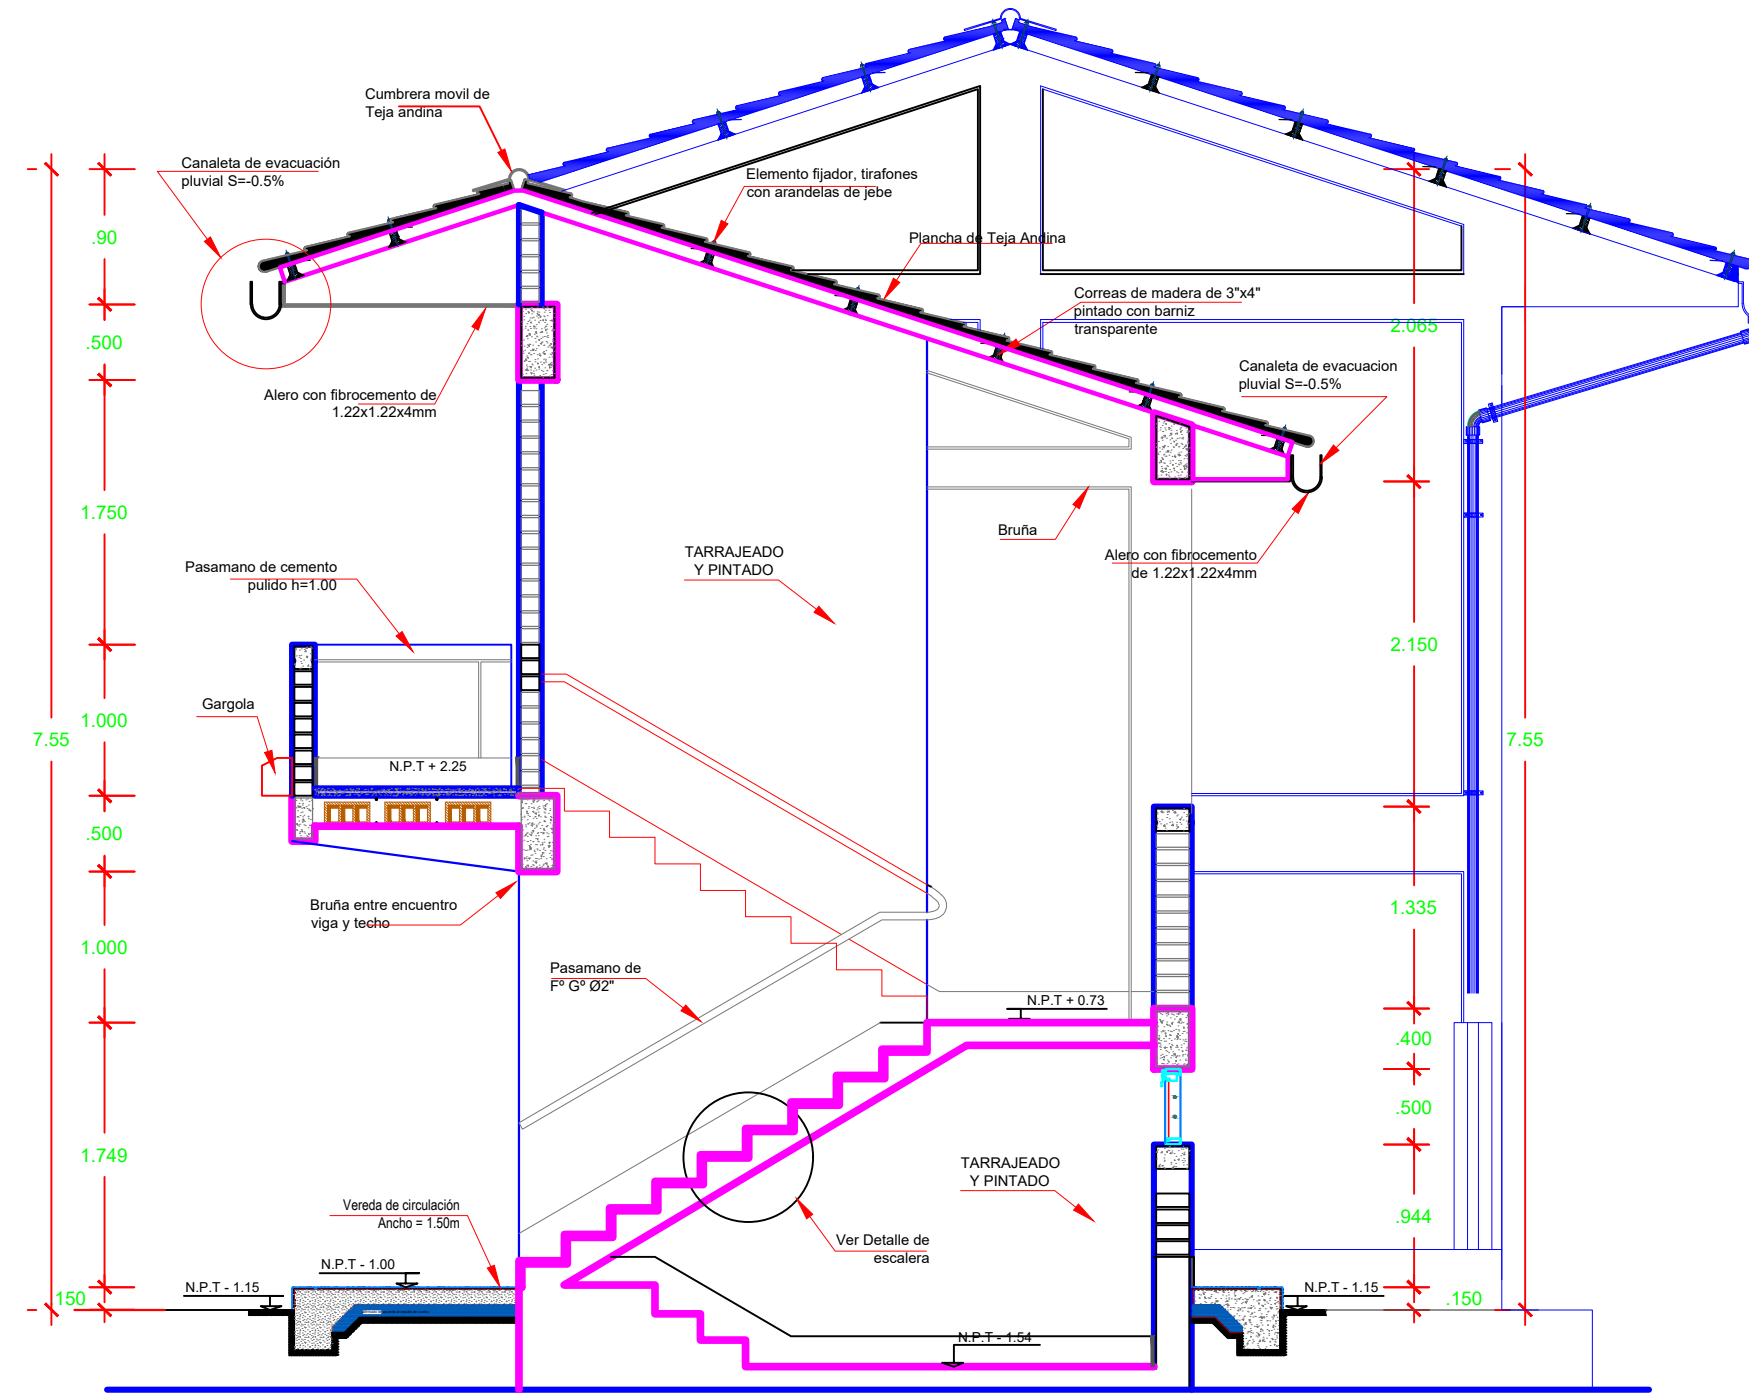 Cumbrera movil de
Teja andina
Canaleta de evacuación
pluvial S=-0.5%
Elemento fijador, tirafones
con arandelas de jebe
Plancha de Teja Andina
Correas de madera de 3"x4"
pintado con barniz
transparente
Canaleta de evacuacion
pluvial S=-0.5%
Alero con fibrocemento de
1.22x1.22x4mm
Bruña
Alero con fibrocemento
de 1.22x1.22x4mm
TARRAJEADO
Y PINTADO
Pasamano de cemento
pulido h=1.00
Gargola
N.P.T + 2.25
Bruña entre encuentro
viga y techo
Pasamano de
Fº Gº Ø2"
N.P.T + 0.73
TARRAJEADO
Y PINTADO
Ver Detalle de
escalera
Vereda de circulación
Ancho = 1.50m
N.P.T - 1.00
N.P.T - 1.15
N.P.T - 1.54
N.P.T - 1.15
7.55
.90
.500
1.750
1.000
.500
1.000
1.749
150
2.065
2.150
1.335
.400
.500
.944
.150
7.55